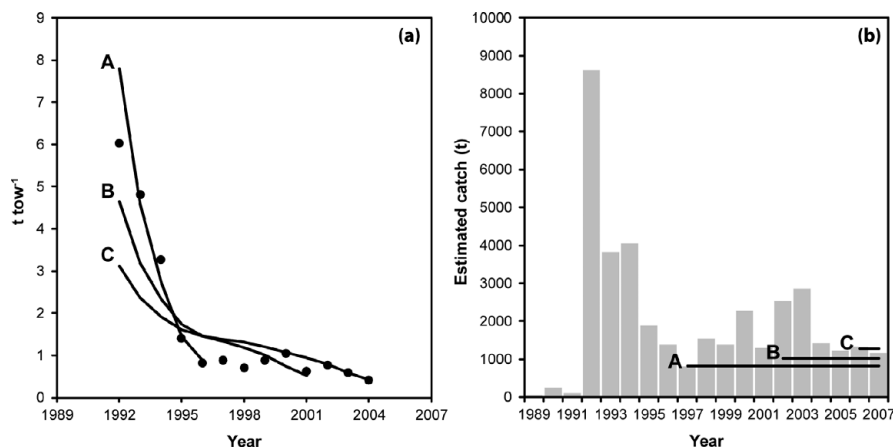 (a)
9
8
7
6
5
4
3
2
1
0
t tow⁻¹
A
B
C
1989 1992 1995 1998 2001 2004 2007
Year
(b)
10000
9000
8000
7000
6000
5000
4000
3000
2000
1000
0
Estimated catch (t)
A
B
C
1989 1991 1993 1995 1997 1999 2001 2003 2005 2007
Year